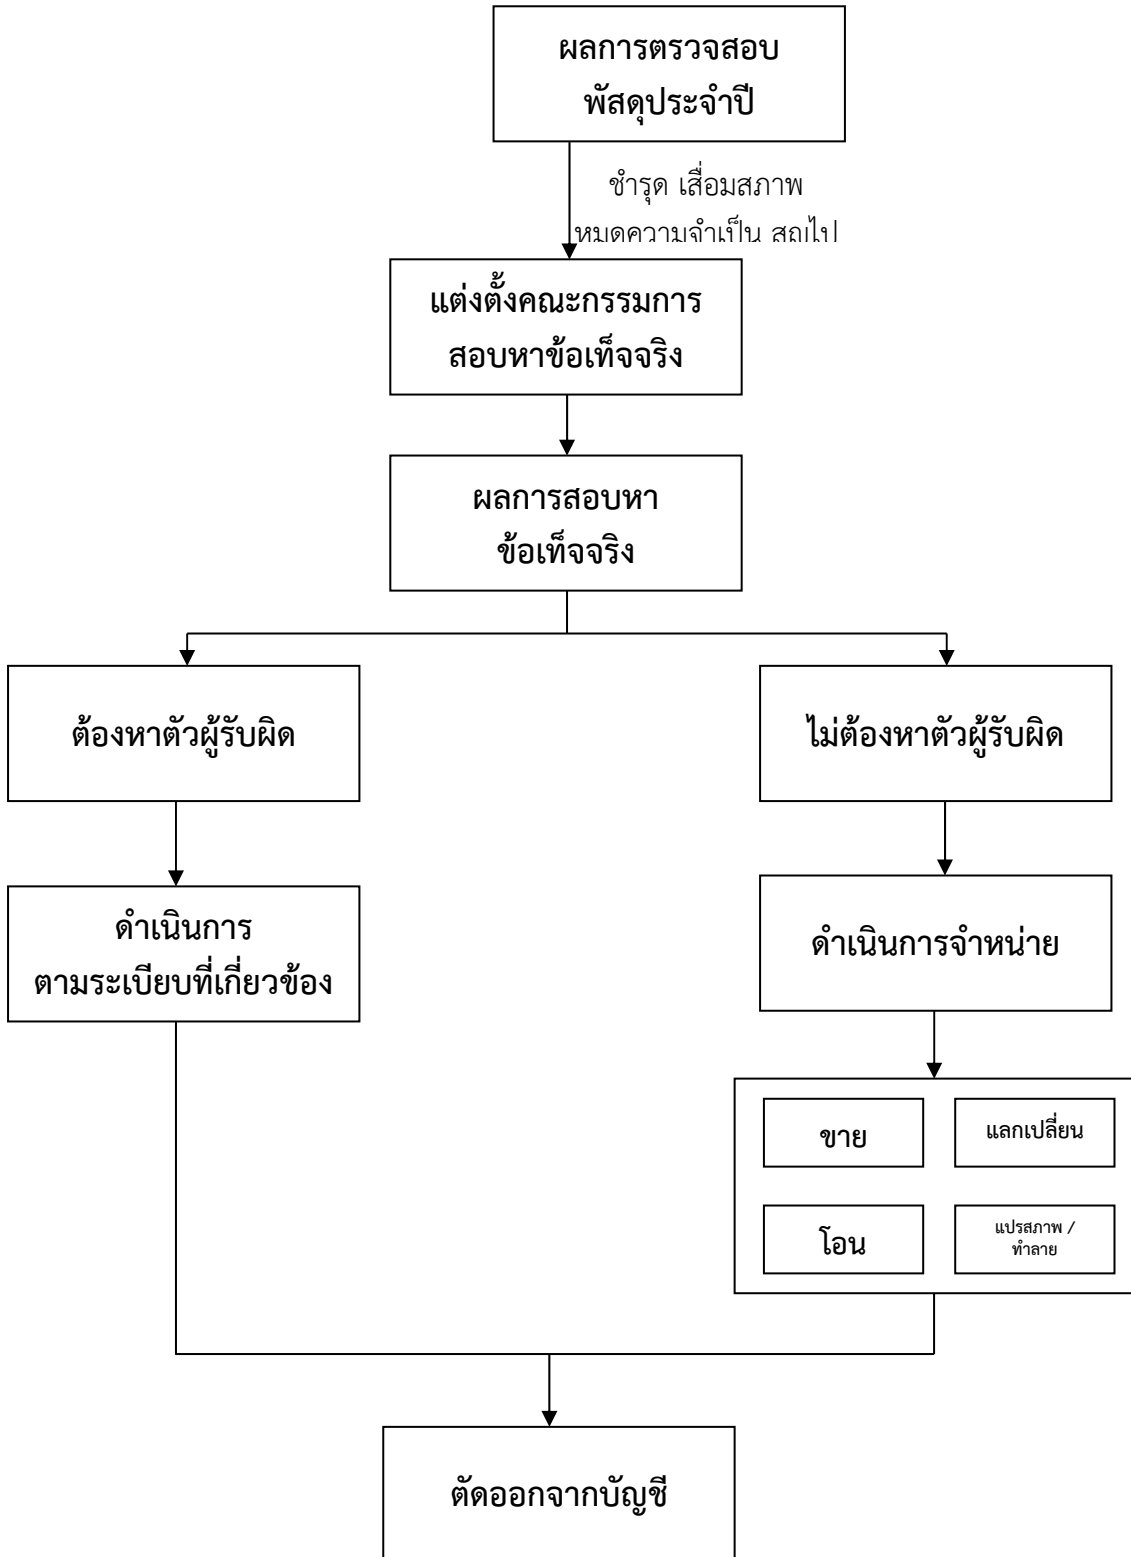 ผลการตรวจสอบ
พัสดุประจำปี
ชำรุด เสื่อมสภาพ
หมดความจำเป็น สูญไป
แต่งตั้งคณะกรรมการ
สอบหาข้อเท็จจริง
ผลการสอบหา
ข้อเท็จจริง
ต้องหาตัวผู้รับผิด
ไม่ต้องหาตัวผู้รับผิด
ดำเนินการ
ตามระเบียบที่เกี่ยวข้อง
ดำเนินการจำหน่าย
ขาย
แลกเปลี่ยน
โอน
แปรสภาพ /
ทำลาย
ตัดออกจากบัญชี